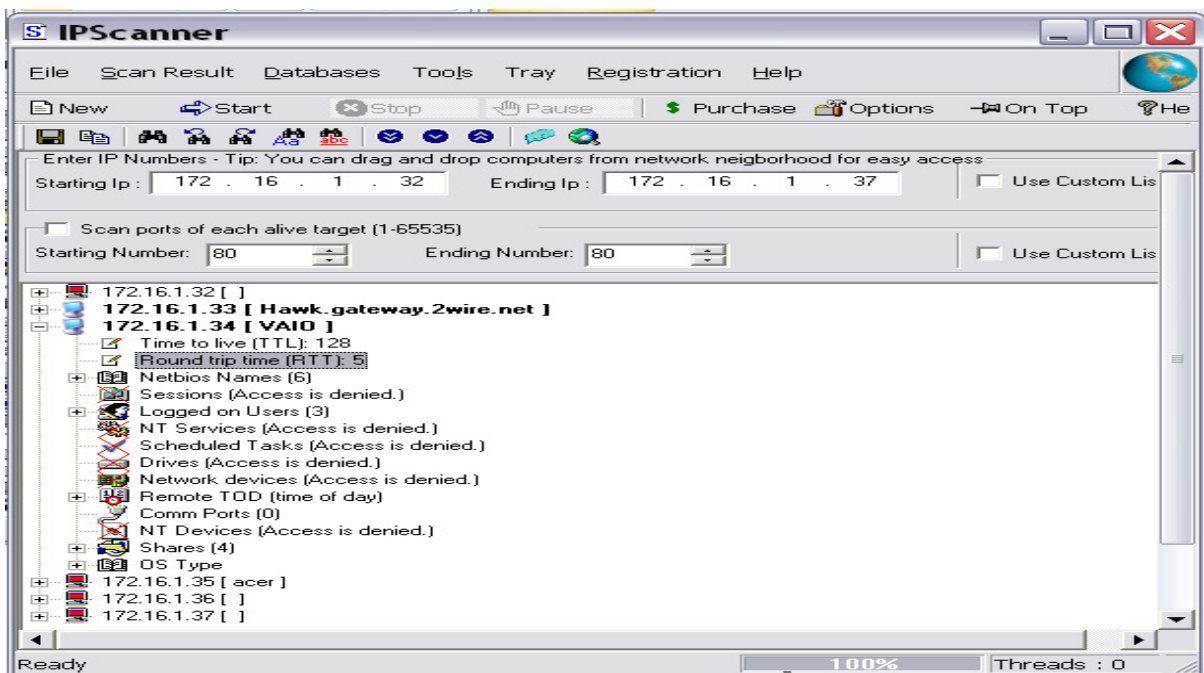 IPScanner
File Scan Result Databases Tools Tray Registration Help
New Start Stop Pause $ Purchase Options On Top He
Aa abc
Enter IP Numbers - Tip: You can drag and drop computers from network neigborhood for easy access
Starting Ip : 172 . 16 . 1 . 32 Ending Ip : 172 . 16 . 1 . 37 Use Custom Lis
Scan ports of each alive target (1-65535)
Starting Number: 80 Ending Number: 80 Use Custom Lis
172.16.1.32 [ ]
172.16.1.33 [ Hawk.gateway.2wire.net ]
172.16.1.34 [ VAIO ]
Time to live (TTL): 128
Round trip time (RTT): 5
Netbios Names (6)
Sessions (Access is denied.)
Logged on Users (3)
NT Services (Access is denied.)
Scheduled Tasks (Access is denied.)
Drives (Access is denied.)
Network devices (Access is denied.)
Remote TOD (time of day)
Comm Ports (0)
NT Devices (Access is denied.)
Shares (4)
OS Type
172.16.1.35 [ acer ]
172.16.1.36 [ ]
172.16.1.37 [ ]
Ready 100% Threads : 0